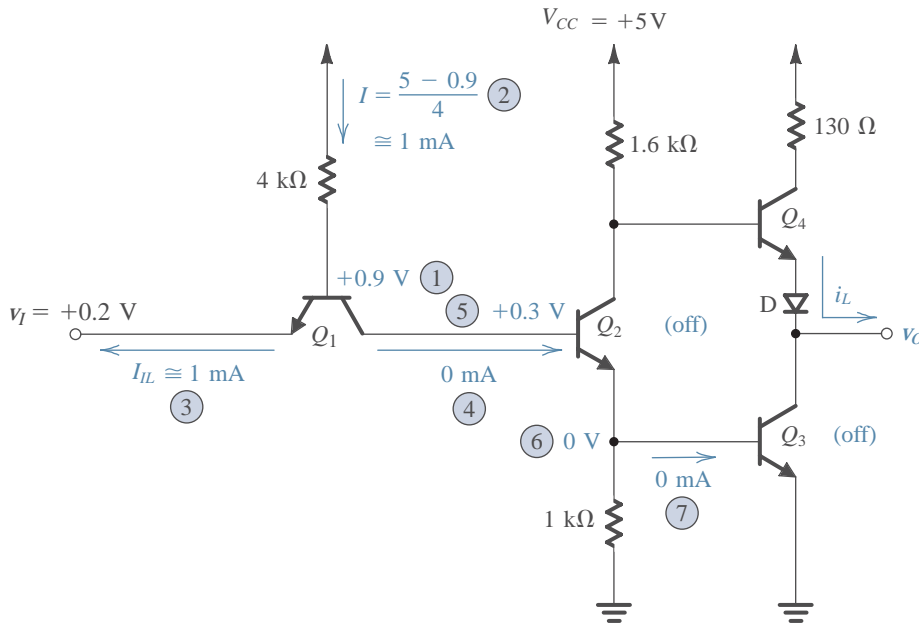 V_CC = +5V
I = (5 − 0.9)/4 2
≅ 1 mA
4 kΩ
1.6 kΩ
130 Ω
Q4
+0.9 V 1
5 +0.3 V
v_I = +0.2 V
Q1
Q2
(off)
D
i_L
v_O
I_IL ≅ 1 mA
3
0 mA
4
6 0 V
Q3
(off)
0 mA
7
1 kΩ